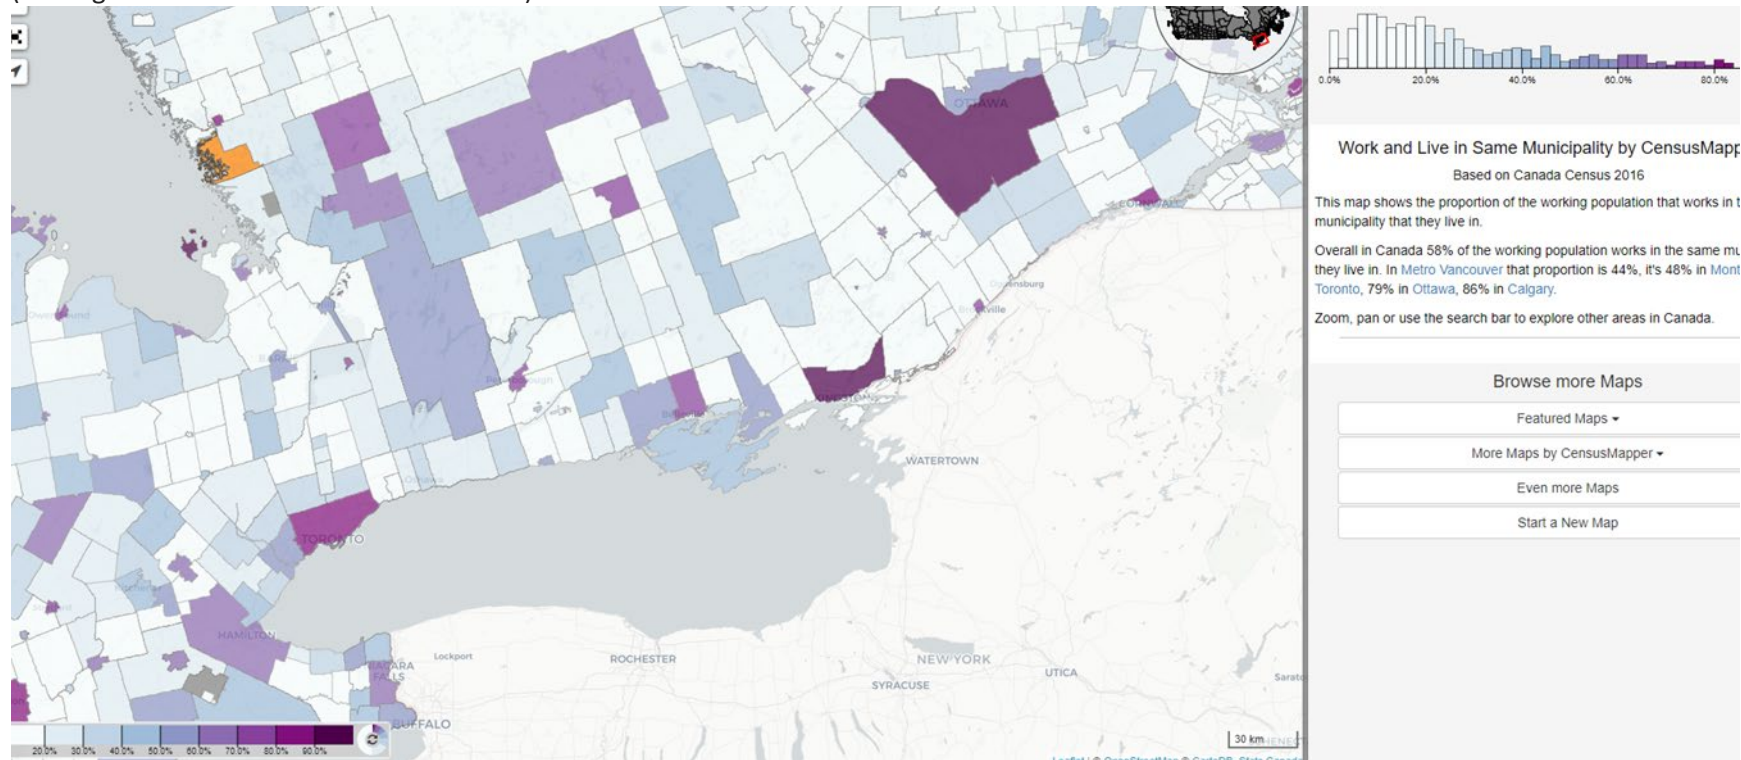 OTTAWA
CORNWALL
BARRIE
WATERTOWN
TORONTO
HAMILTON
Lockport
ROCHESTER
NEW YORK
SYRACUSE
UTICA
FALLS
BUFFALO
20.0% 30.0% 40.0% 50.0% 60.0% 70.0% 80.0% 90.0%
30 km
0.0% 20.0% 40.0% 60.0% 80.0%
Work and Live in Same Municipality by CensusMapp
Based on Canada Census 2016
This map shows the proportion of the working population that works in t
municipality that they live in.
Overall in Canada 58% of the working population works in the same mu
they live in. In Metro Vancouver that proportion is 44%, it's 48% in Mont
Toronto, 79% in Ottawa, 86% in Calgary.
Zoom, pan or use the search bar to explore other areas in Canada.
Browse more Maps
Featured Maps
More Maps by CensusMapper
Even more Maps
Start a New Map